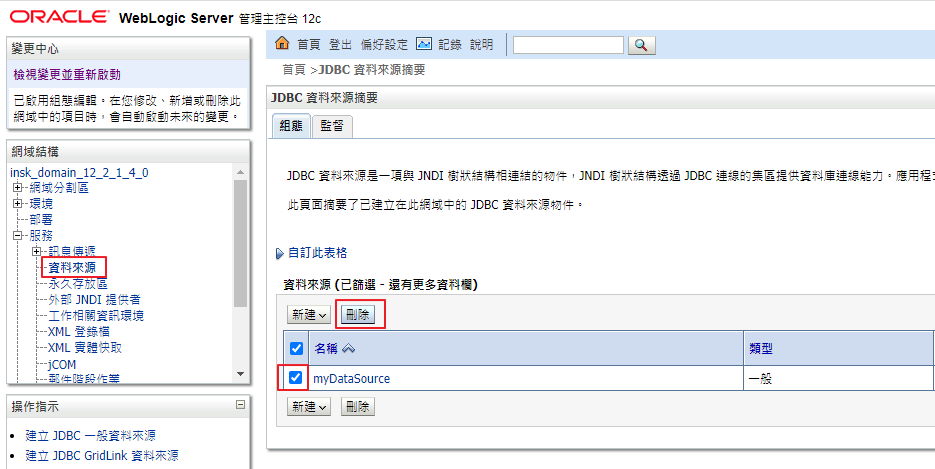 ORACLE WebLogic Server 管理主控台 12c
變更中心
檢視變更並重新啟動
已啟用組態編輯。在您修改、新增或刪除此
網域中的項目時，會自動啟動未來的變更。
網域結構
insk_domain_12_2_1_4_0
網域分割區
環境
部署
服務
訊息傳遞
資料來源
永久存放區
外部 JNDI 提供者
工作相關資訊環境
XML 登錄檔
XML 實體快取
jCOM
郵件階段作業
操作指示
建立 JDBC 一般資料來源
建立 JDBC GridLink 資料來源
首頁 登出 偏好設定 記錄 說明
首頁 >JDBC 資料來源摘要
JDBC 資料來源摘要
組態 監督
JDBC 資料來源是一項與 JNDI 樹狀結構相連結的物件，JNDI 樹狀結構透過 JDBC 連線的集區提供資料庫連線能力。應用程
此頁面摘要了已建立在此網域中的 JDBC 資料來源物件。
自訂此表格
資料來源 (已篩選 - 還有更多資料欄)
新建 刪除
名稱 類型
myDataSource 一般
新建 刪除